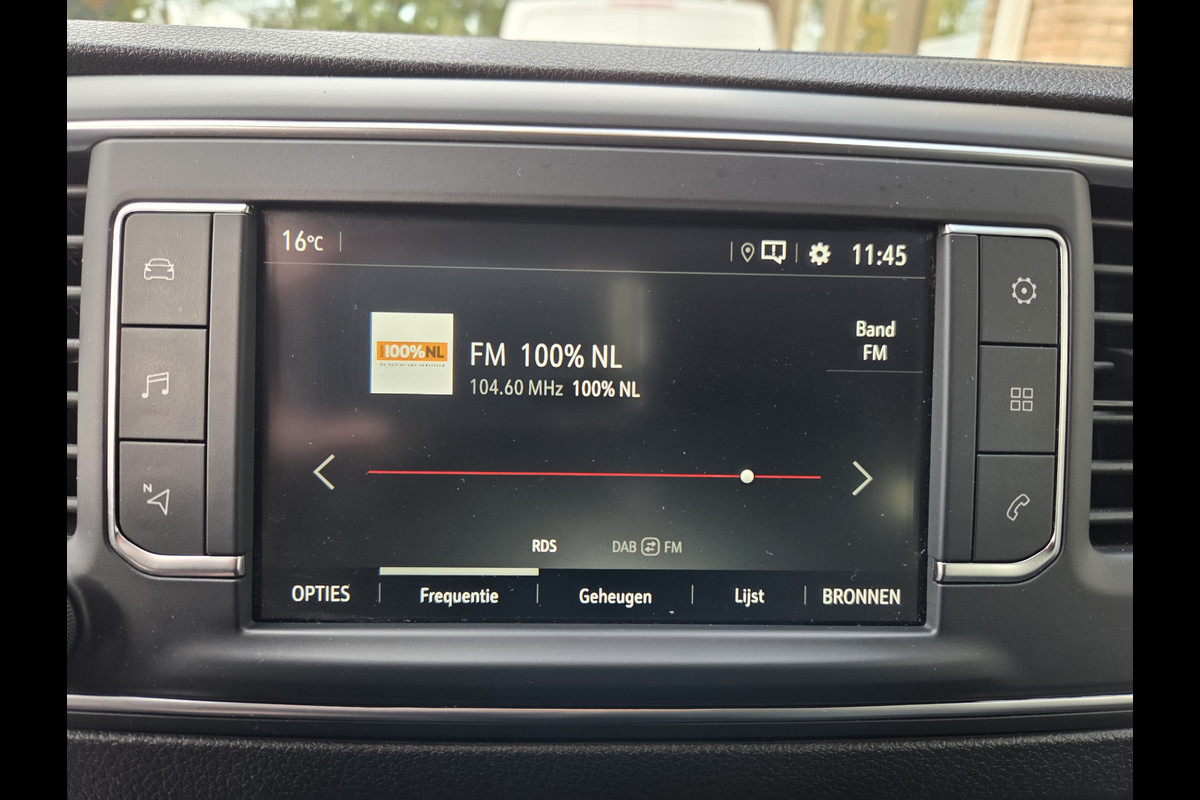 16°C
11:45
Band
FM
100%NL
FM 100% NL
104.60 MHz 100% NL
N
RDS
DAB FM
OPTIES
Frequentie
Geheugen
Lijst
BRONNEN